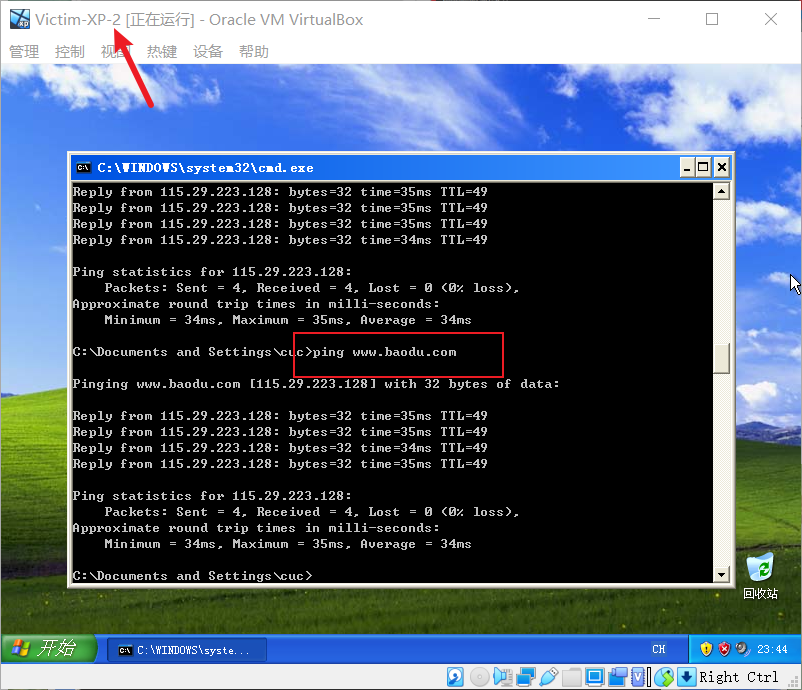 Victim-XP-2 [正在运行] - Oracle VM VirtualBox
管理 控制 视图 热键 设备 帮助
C:\WINDOWS\system32\cmd.exe
Reply from 115.29.223.128: bytes=32 time=35ms TTL=49
Reply from 115.29.223.128: bytes=32 time=35ms TTL=49
Reply from 115.29.223.128: bytes=32 time=35ms TTL=49
Reply from 115.29.223.128: bytes=32 time=34ms TTL=49
Ping statistics for 115.29.223.128:
Packets: Sent = 4, Received = 4, Lost = 0 (0% loss),
Approximate round trip times in milli-seconds:
Minimum = 34ms, Maximum = 35ms, Average = 34ms
C:\Documents and Settings\cuc>ping www.baodu.com
Pinging www.baodu.com [115.29.223.128] with 32 bytes of data:
Reply from 115.29.223.128: bytes=32 time=35ms TTL=49
Reply from 115.29.223.128: bytes=32 time=35ms TTL=49
Reply from 115.29.223.128: bytes=32 time=34ms TTL=49
Reply from 115.29.223.128: bytes=32 time=35ms TTL=49
Ping statistics for 115.29.223.128:
Packets: Sent = 4, Received = 4, Lost = 0 (0% loss),
Approximate round trip times in milli-seconds:
Minimum = 34ms, Maximum = 35ms, Average = 34ms
C:\Documents and Settings\cuc>
回收站
开始 C:\WINDOWS\syste... CH 23:44
Right Ctrl